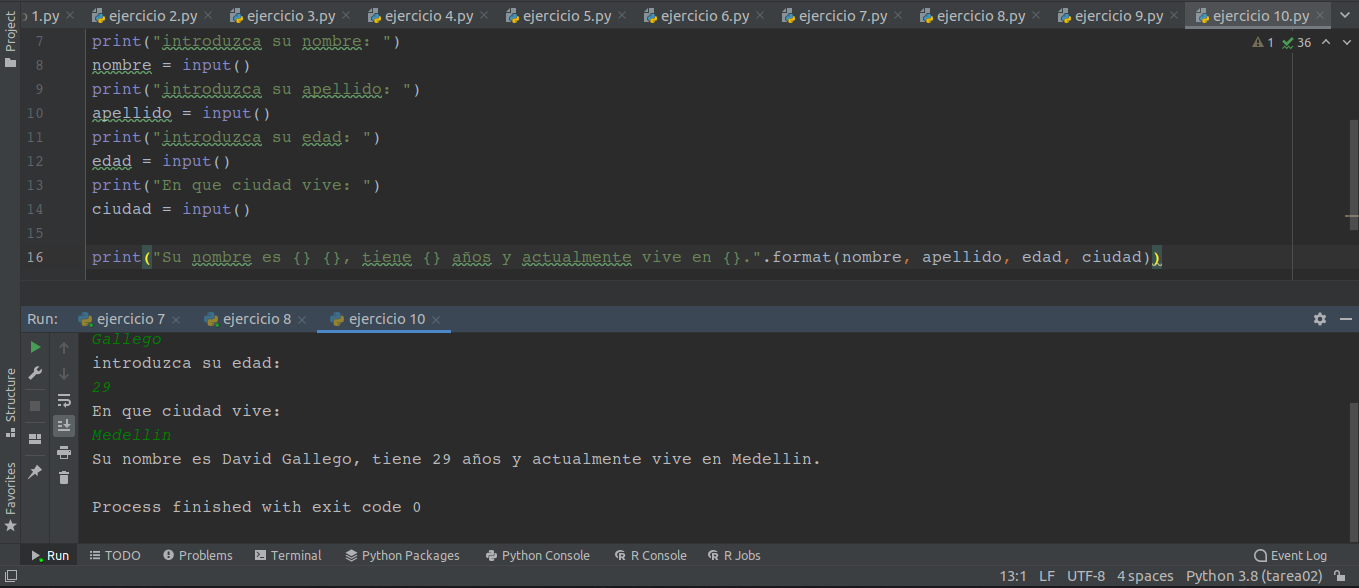 1.py ejercicio 2.py ejercicio 3.py ejercicio 4.py ejercicio 5.py ejercicio 6.py ejercicio 7.py ejercicio 8.py ejercicio 9.py ejercicio 10.py
Project
1 36
7 print("introduzca su nombre: ")
8 nombre = input()
9 print("introduzca su apellido: ")
10 apellido = input()
11 print("introduzca su edad: ")
12 edad = input()
13 print("En que ciudad vive: ")
14 ciudad = input()
15
16 print("Su nombre es {} {}, tiene {} años y actualmente vive en {}.".format(nombre, apellido, edad, ciudad))
Run: ejercicio 7 ejercicio 8 ejercicio 10
Gallego
introduzca su edad:
29
En que ciudad vive:
Medellin
Su nombre es David Gallego, tiene 29 años y actualmente vive en Medellin.
Process finished with exit code 0
Structure
Favorites
Run TODO Problems Terminal Python Packages Python Console R Console R Jobs Event Log
13:1 LF UTF-8 4 spaces Python 3.8 (tarea02)